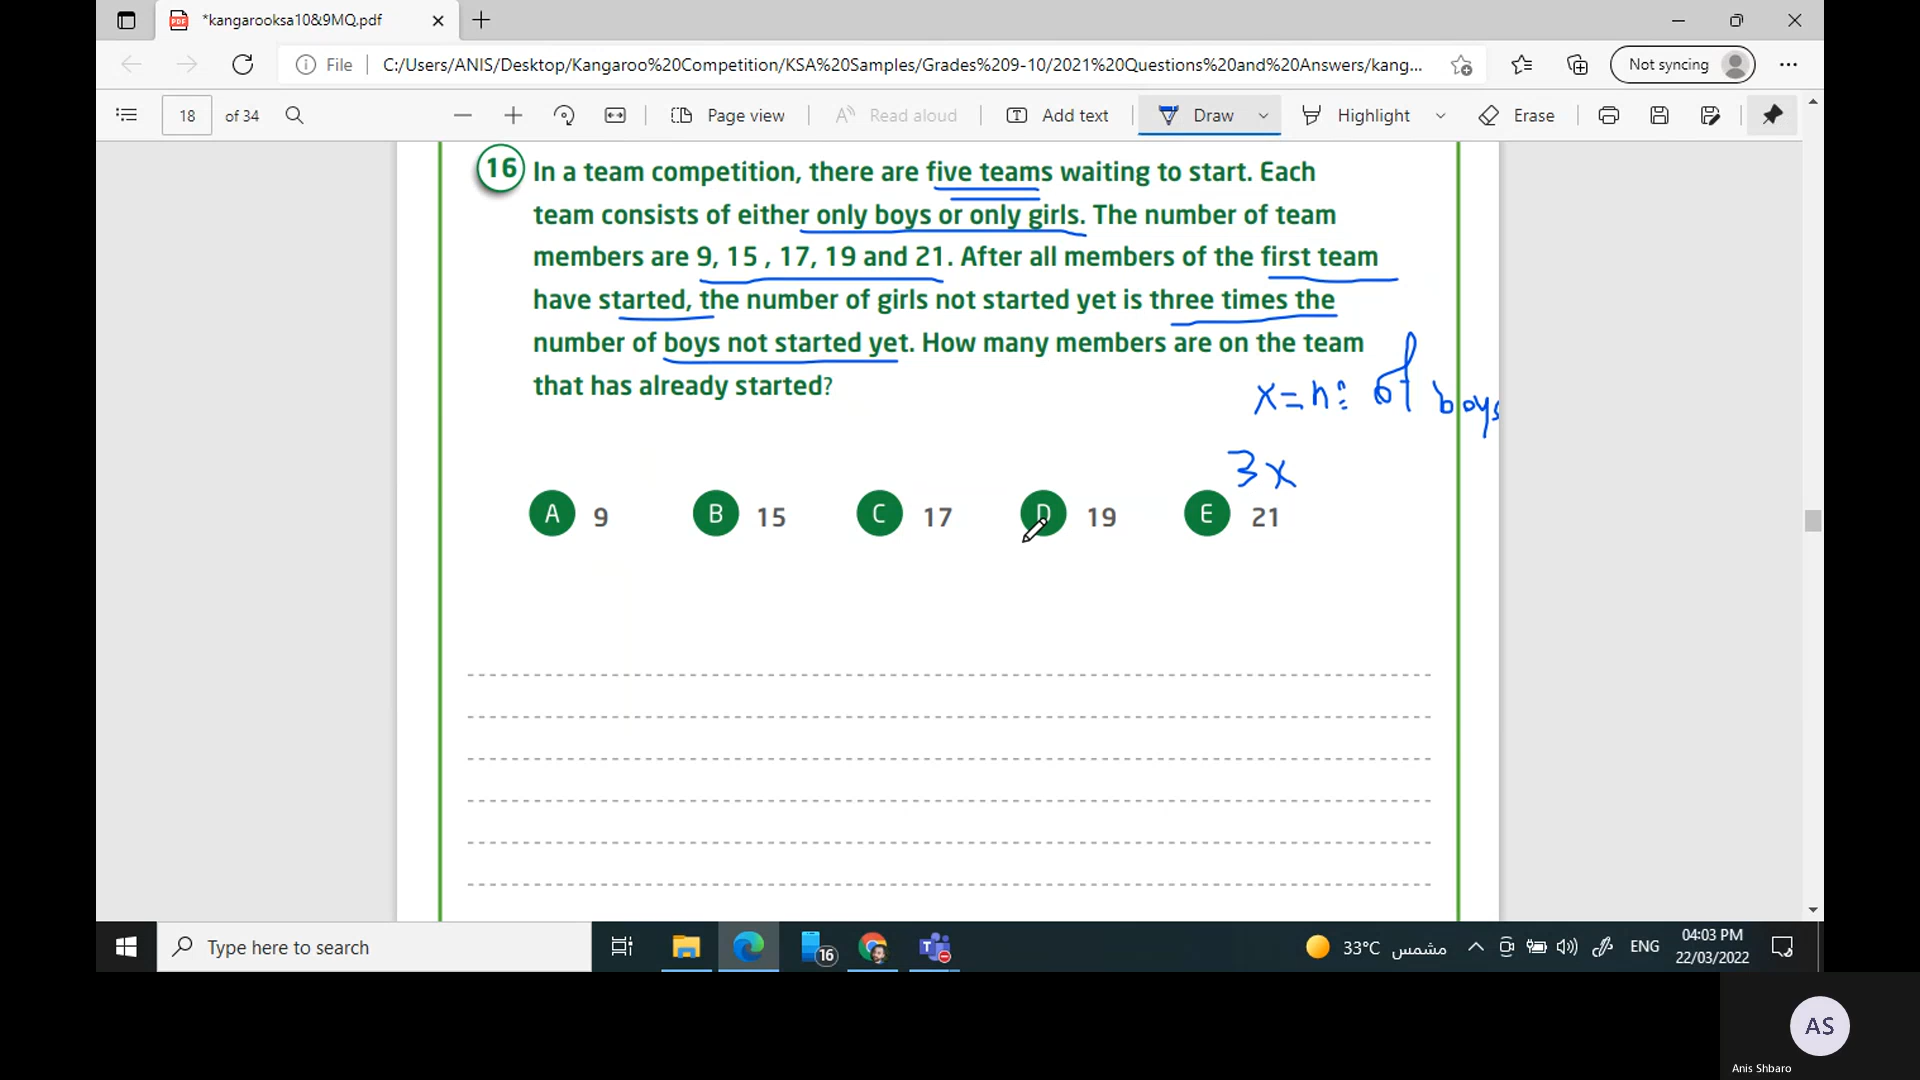 *kangarooksa10&9MQ.pdf
File C:/Users/ANIS/Desktop/Kangaroo%20Competition/KSA%20Samples/Grades%209-10/2021%20Questions%20and%20Answers/kang... Not syncing
18 of 34 Page view Read aloud Add text Draw Highlight Erase
16 In a team competition, there are five teams waiting to start. Each
team consists of either only boys or only girls. The number of team
members are 9, 15 , 17, 19 and 21. After all members of the first team
have started, the number of girls not started yet is three times the
number of boys not started yet. How many members are on the team
that has already started?
x = n: of boys
3x
A 9 B 15 C 17 D 19 E 21
Type here to search
16
33°C مشمس ENG
04:03 PM
22/03/2022
AS
Anis Shbaro